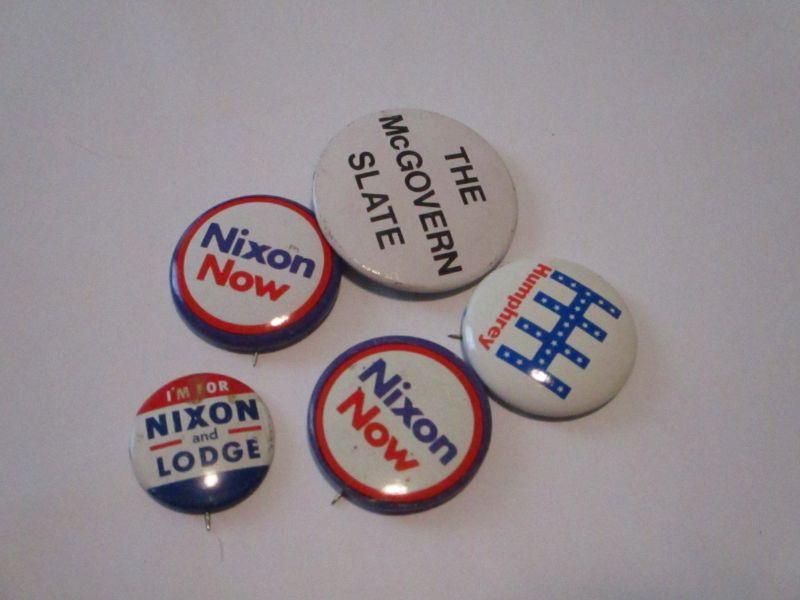 THE
McGOVERN
SLATE
Nixon
Now
Humphrey
I'M FOR
NIXON
and
LODGE
Nixon
Now